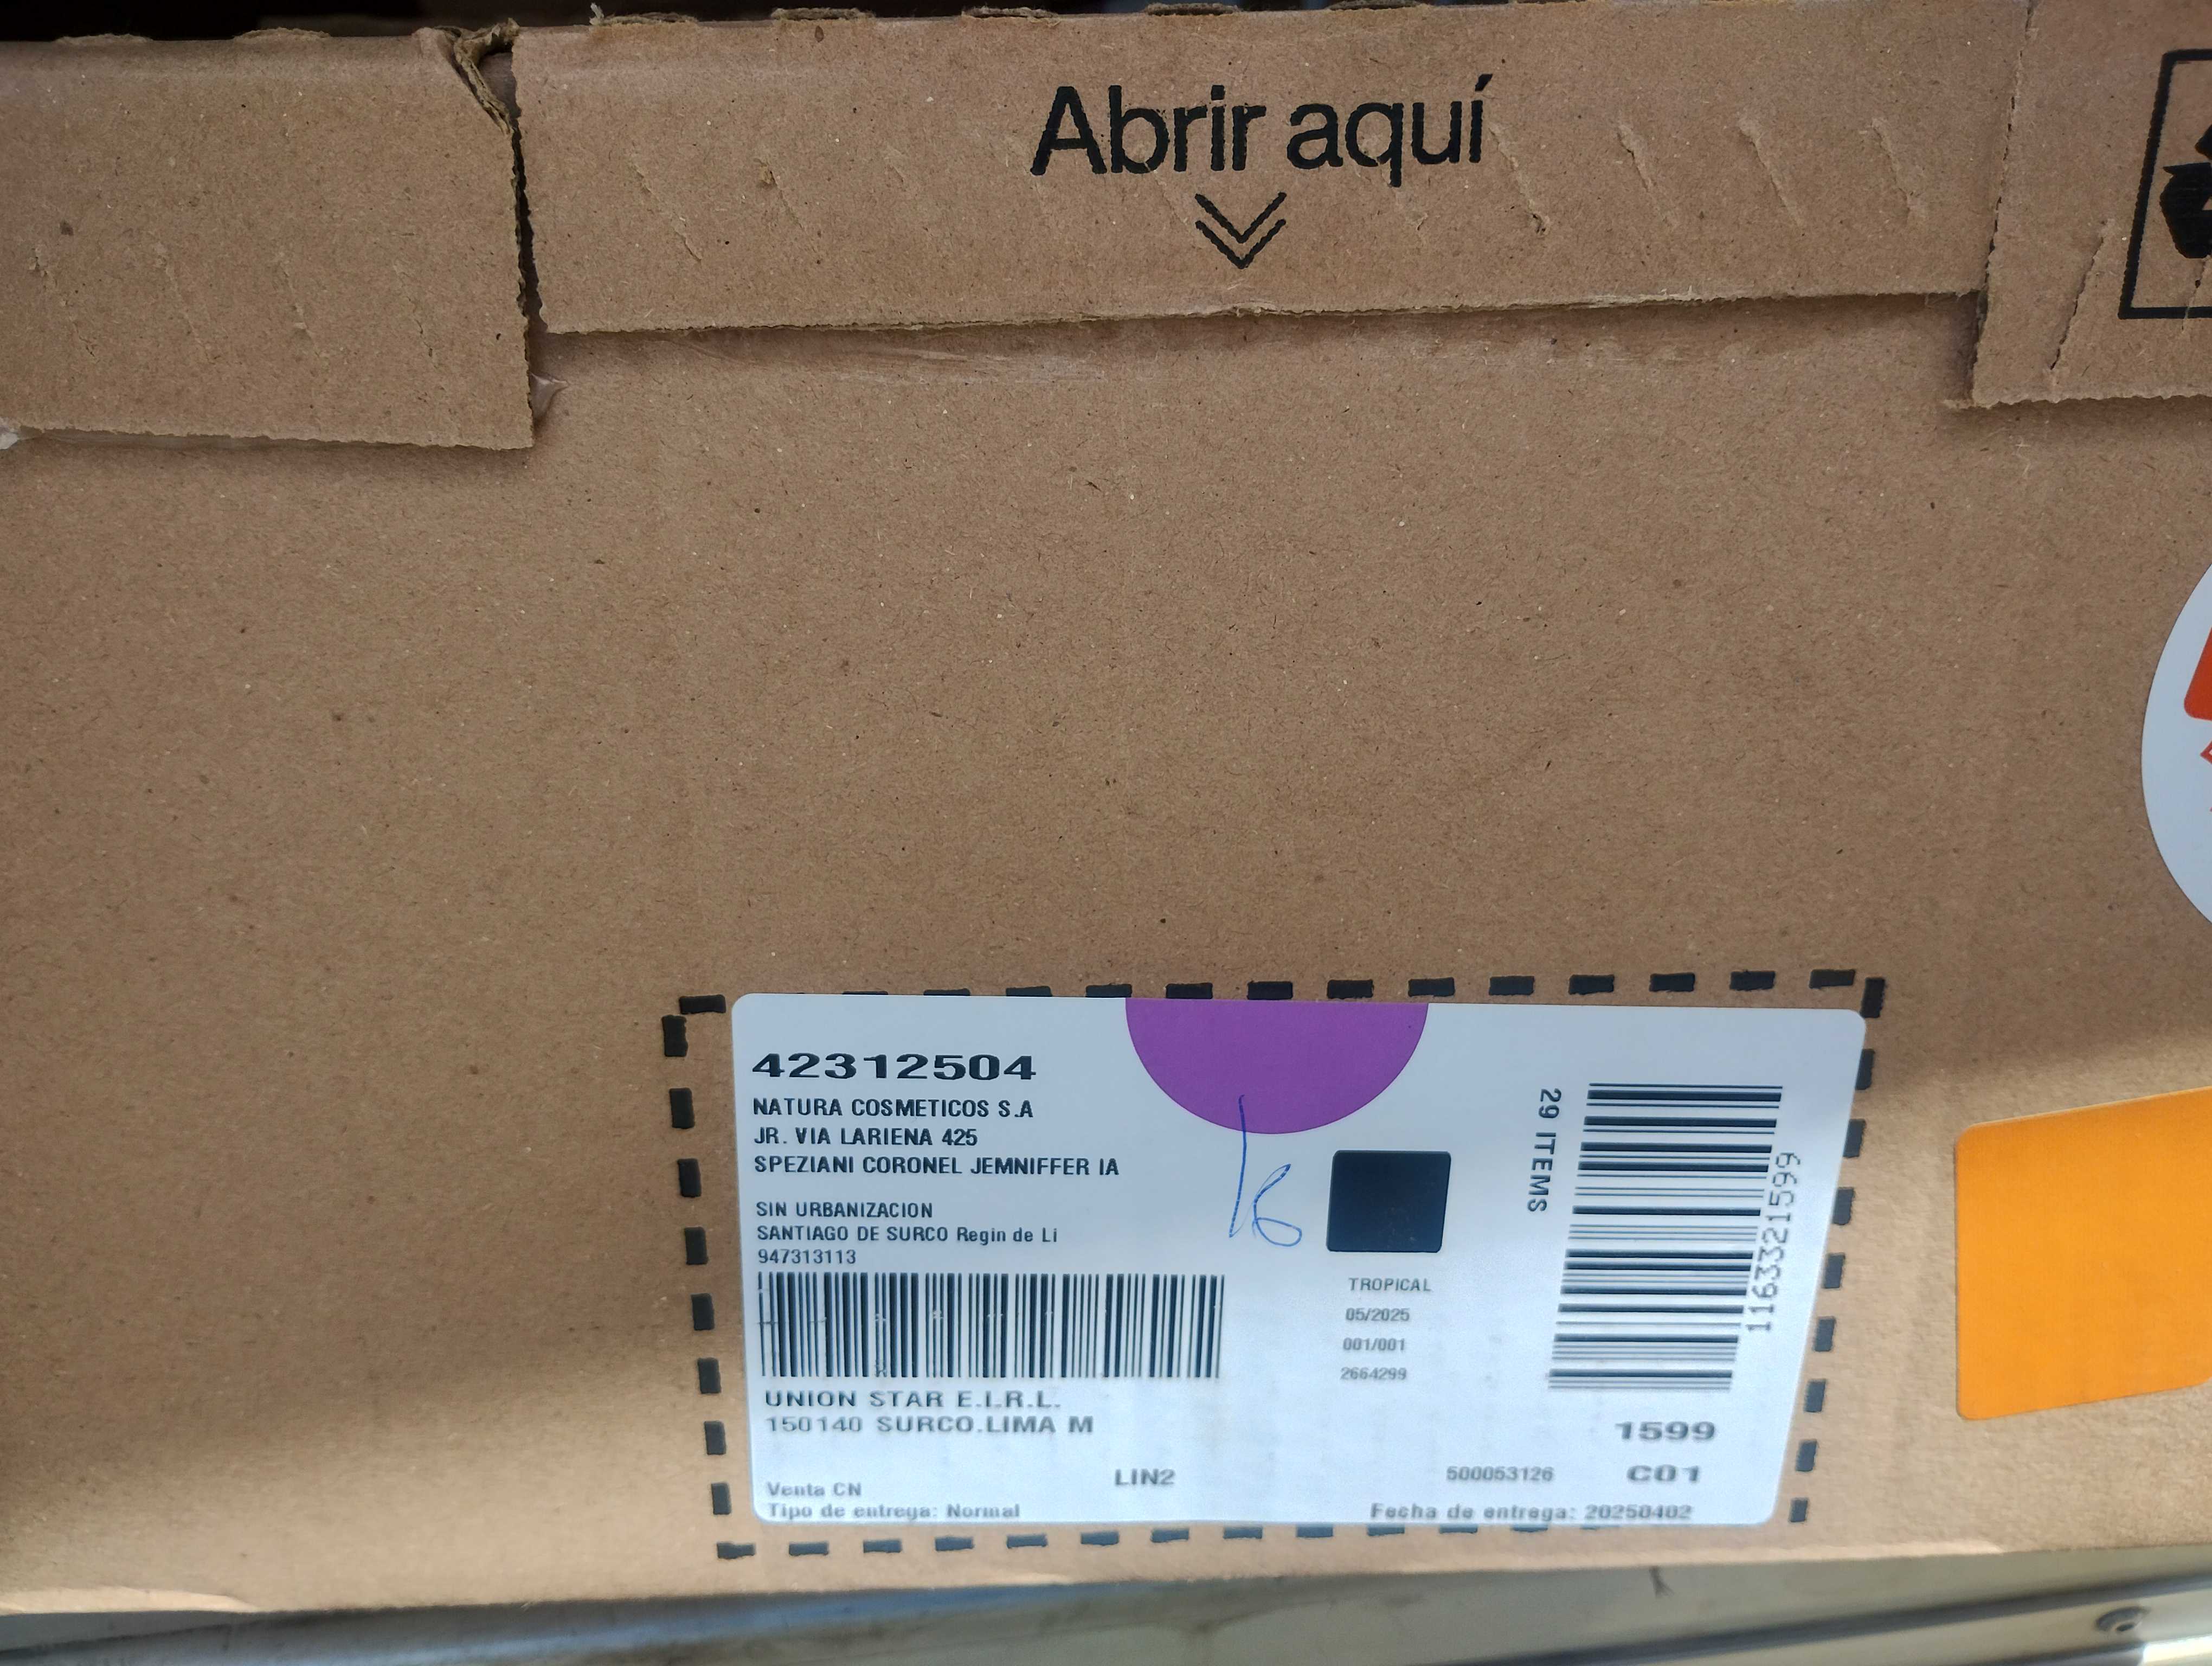 Abrir aquí
42312504
NATURA COSMETICOS S.A
JR. VIA LARIENA 425
SPEZIANI CORONEL JEMNIFFER IA
SIN URBANIZACION
SANTIAGO DE SURCO Regin de Li
947313113
UNION STAR E.I.R.L.
150140 SURCO.LIMA M
Venta CN
Tipo de entrega: Normal
LIN2
16
TROPICAL
05/2025
001/001
2664299
29 ITEMS
1163321599
1599
500053126 C01
Fecha de entrega: 20250402